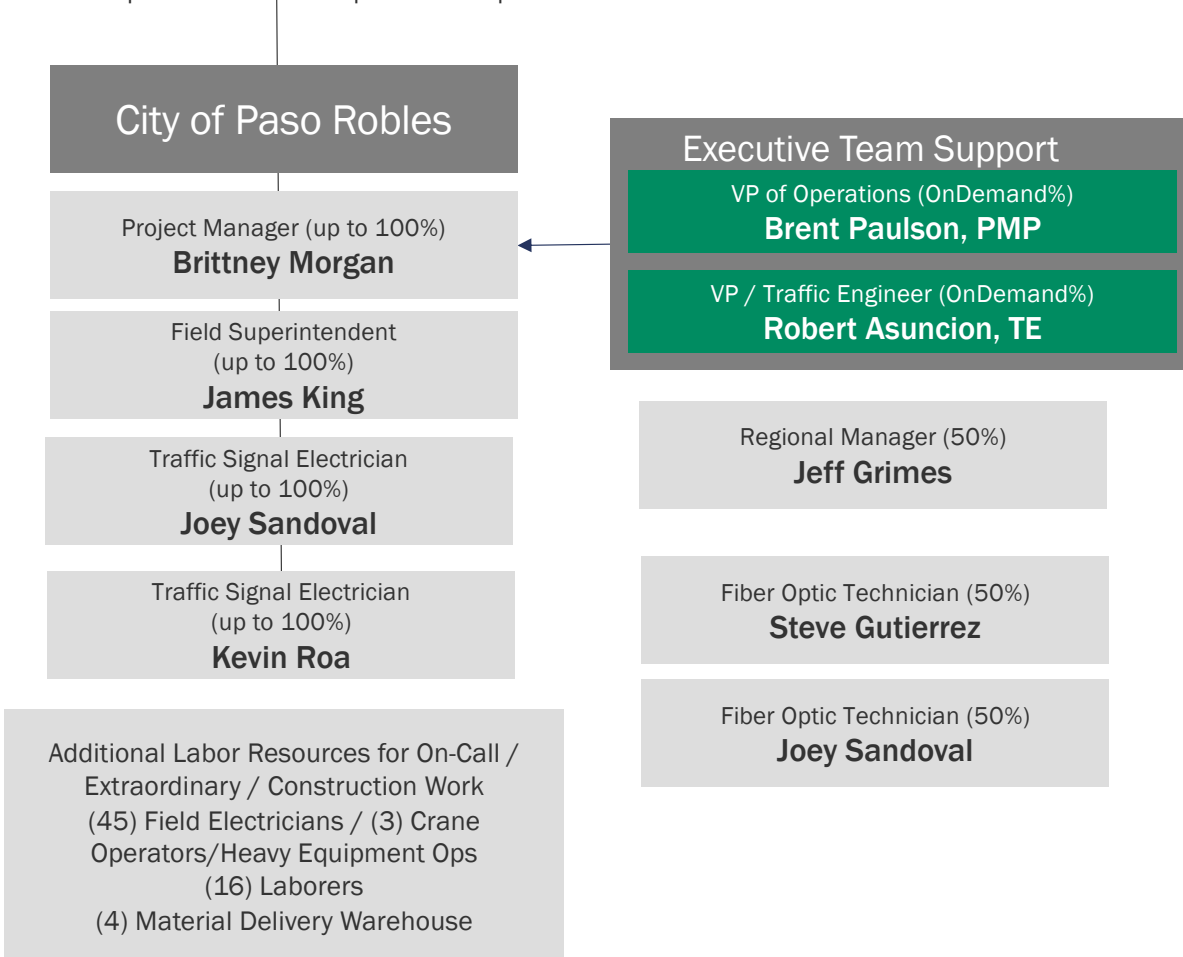 City of Paso Robles
Project Manager (up to 100%)
Brittney Morgan
Field Superintendent
(up to 100%)
James King
Traffic Signal Electrician
(up to 100%)
Joey Sandoval
Traffic Signal Electrician
(up to 100%)
Kevin Roa
Additional Labor Resources for On-Call /
Extraordinary / Construction Work
(45) Field Electricians / (3) Crane
Operators/Heavy Equipment Ops
(16) Laborers
(4) Material Delivery Warehouse
Executive Team Support
VP of Operations (OnDemand%)
Brent Paulson, PMP
VP / Traffic Engineer (OnDemand%)
Robert Asuncion, TE
Regional Manager (50%)
Jeff Grimes
Fiber Optic Technician (50%)
Steve Gutierrez
Fiber Optic Technician (50%)
Joey Sandoval